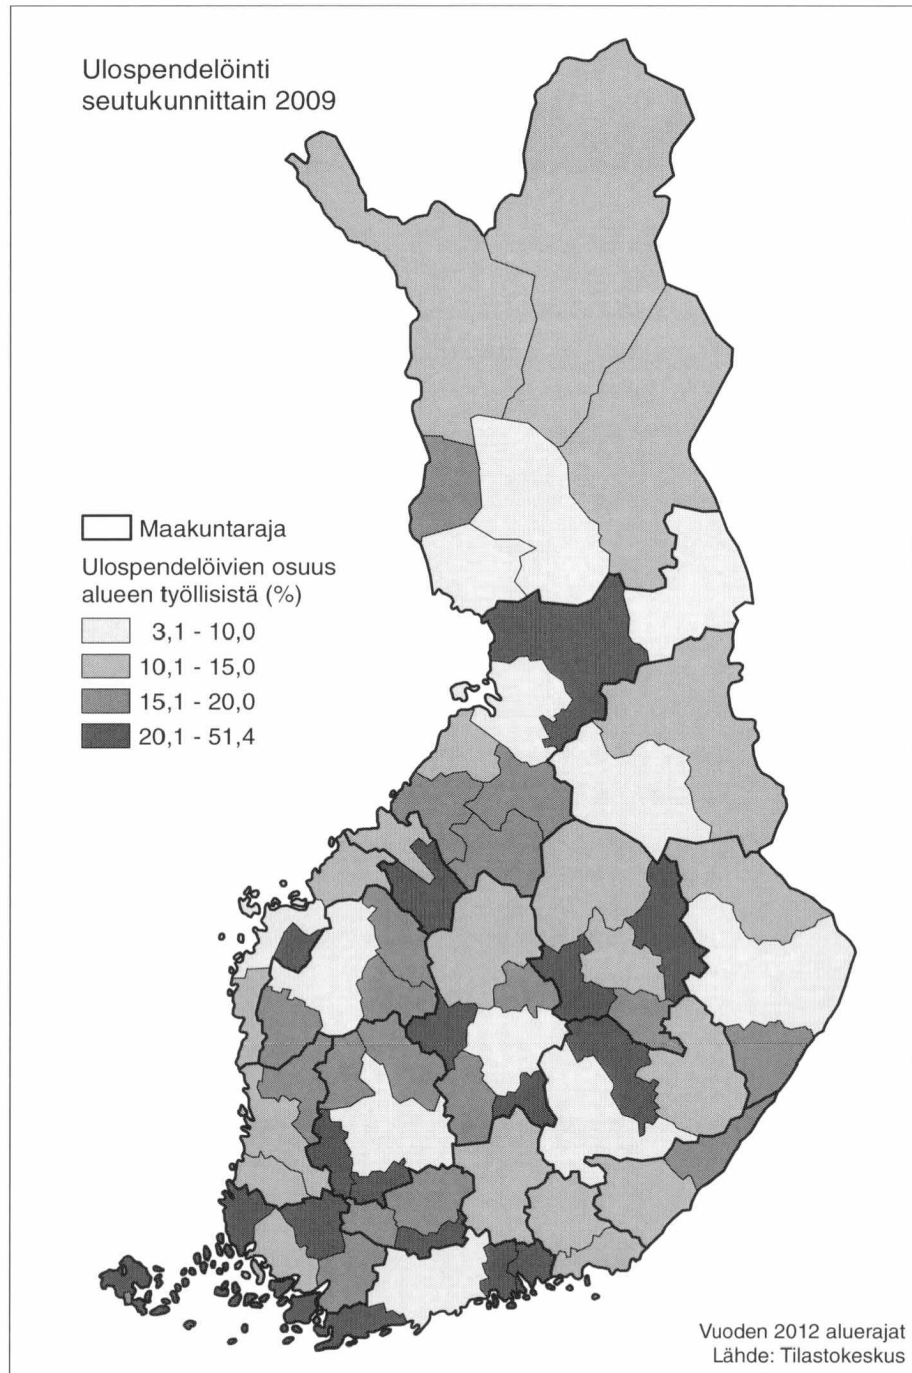 Ulospendelöinti
seutukunnittain 2009
Maakuntaraja
Ulospendelöivien osuus
alueen työllisistä (%)
3,1 - 10,0
10,1 - 15,0
15,1 - 20,0
20,1 - 51,4
Vuoden 2012 aluerajat
Lähde: Tilastokeskus